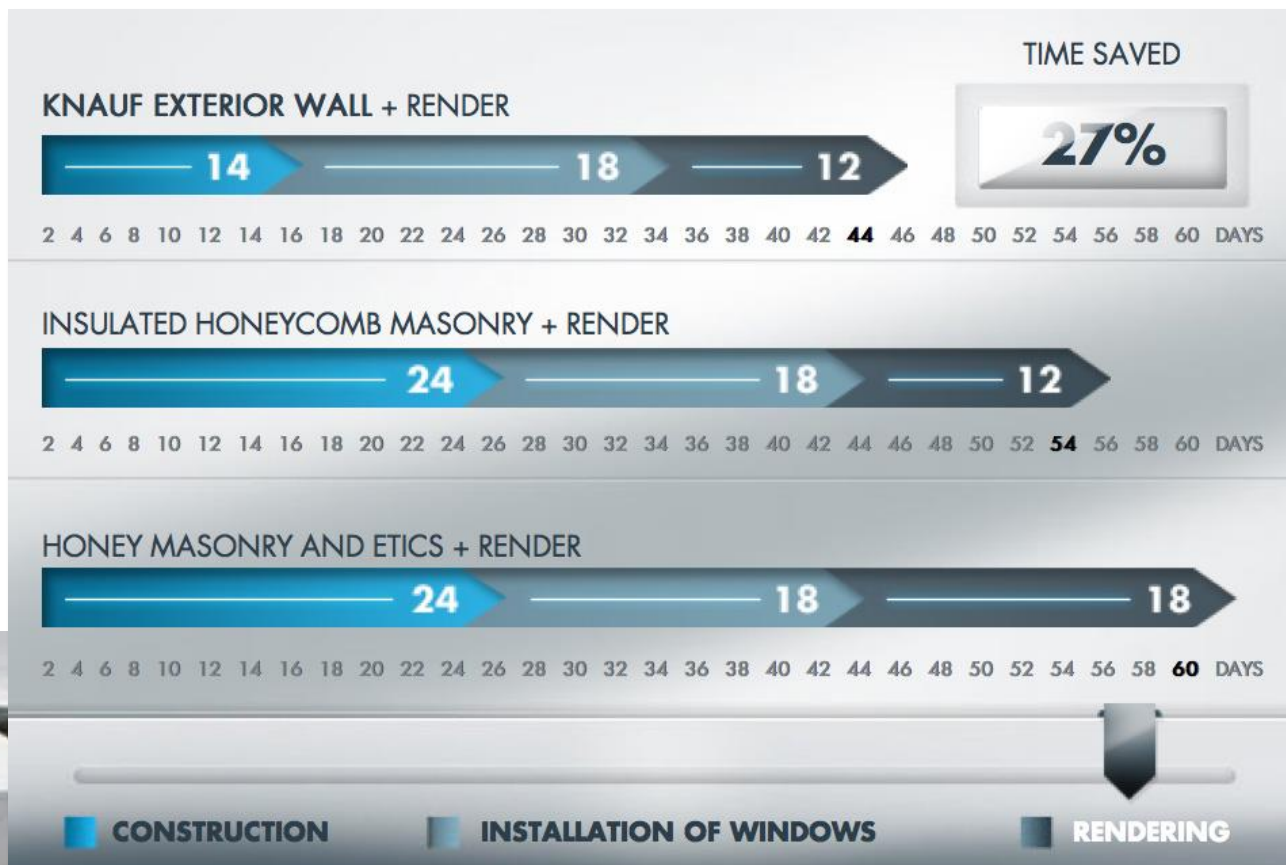 TIME SAVED
KNAUF EXTERIOR WALL + RENDER
27%
14 18 12
2 4 6 8 10 12 14 16 18 20 22 24 26 28 30 32 34 36 38 40 42 44 46 48 50 52 54 56 58 60 DAYS
INSULATED HONEYCOMB MASONRY + RENDER
24 18 12
2 4 6 8 10 12 14 16 18 20 22 24 26 28 30 32 34 36 38 40 42 44 46 48 50 52 54 56 58 60 DAYS
HONEY MASONRY AND ETICS + RENDER
24 18 18
2 4 6 8 10 12 14 16 18 20 22 24 26 28 30 32 34 36 38 40 42 44 46 48 50 52 54 56 58 60 DAYS
CONSTRUCTION INSTALLATION OF WINDOWS RENDERING